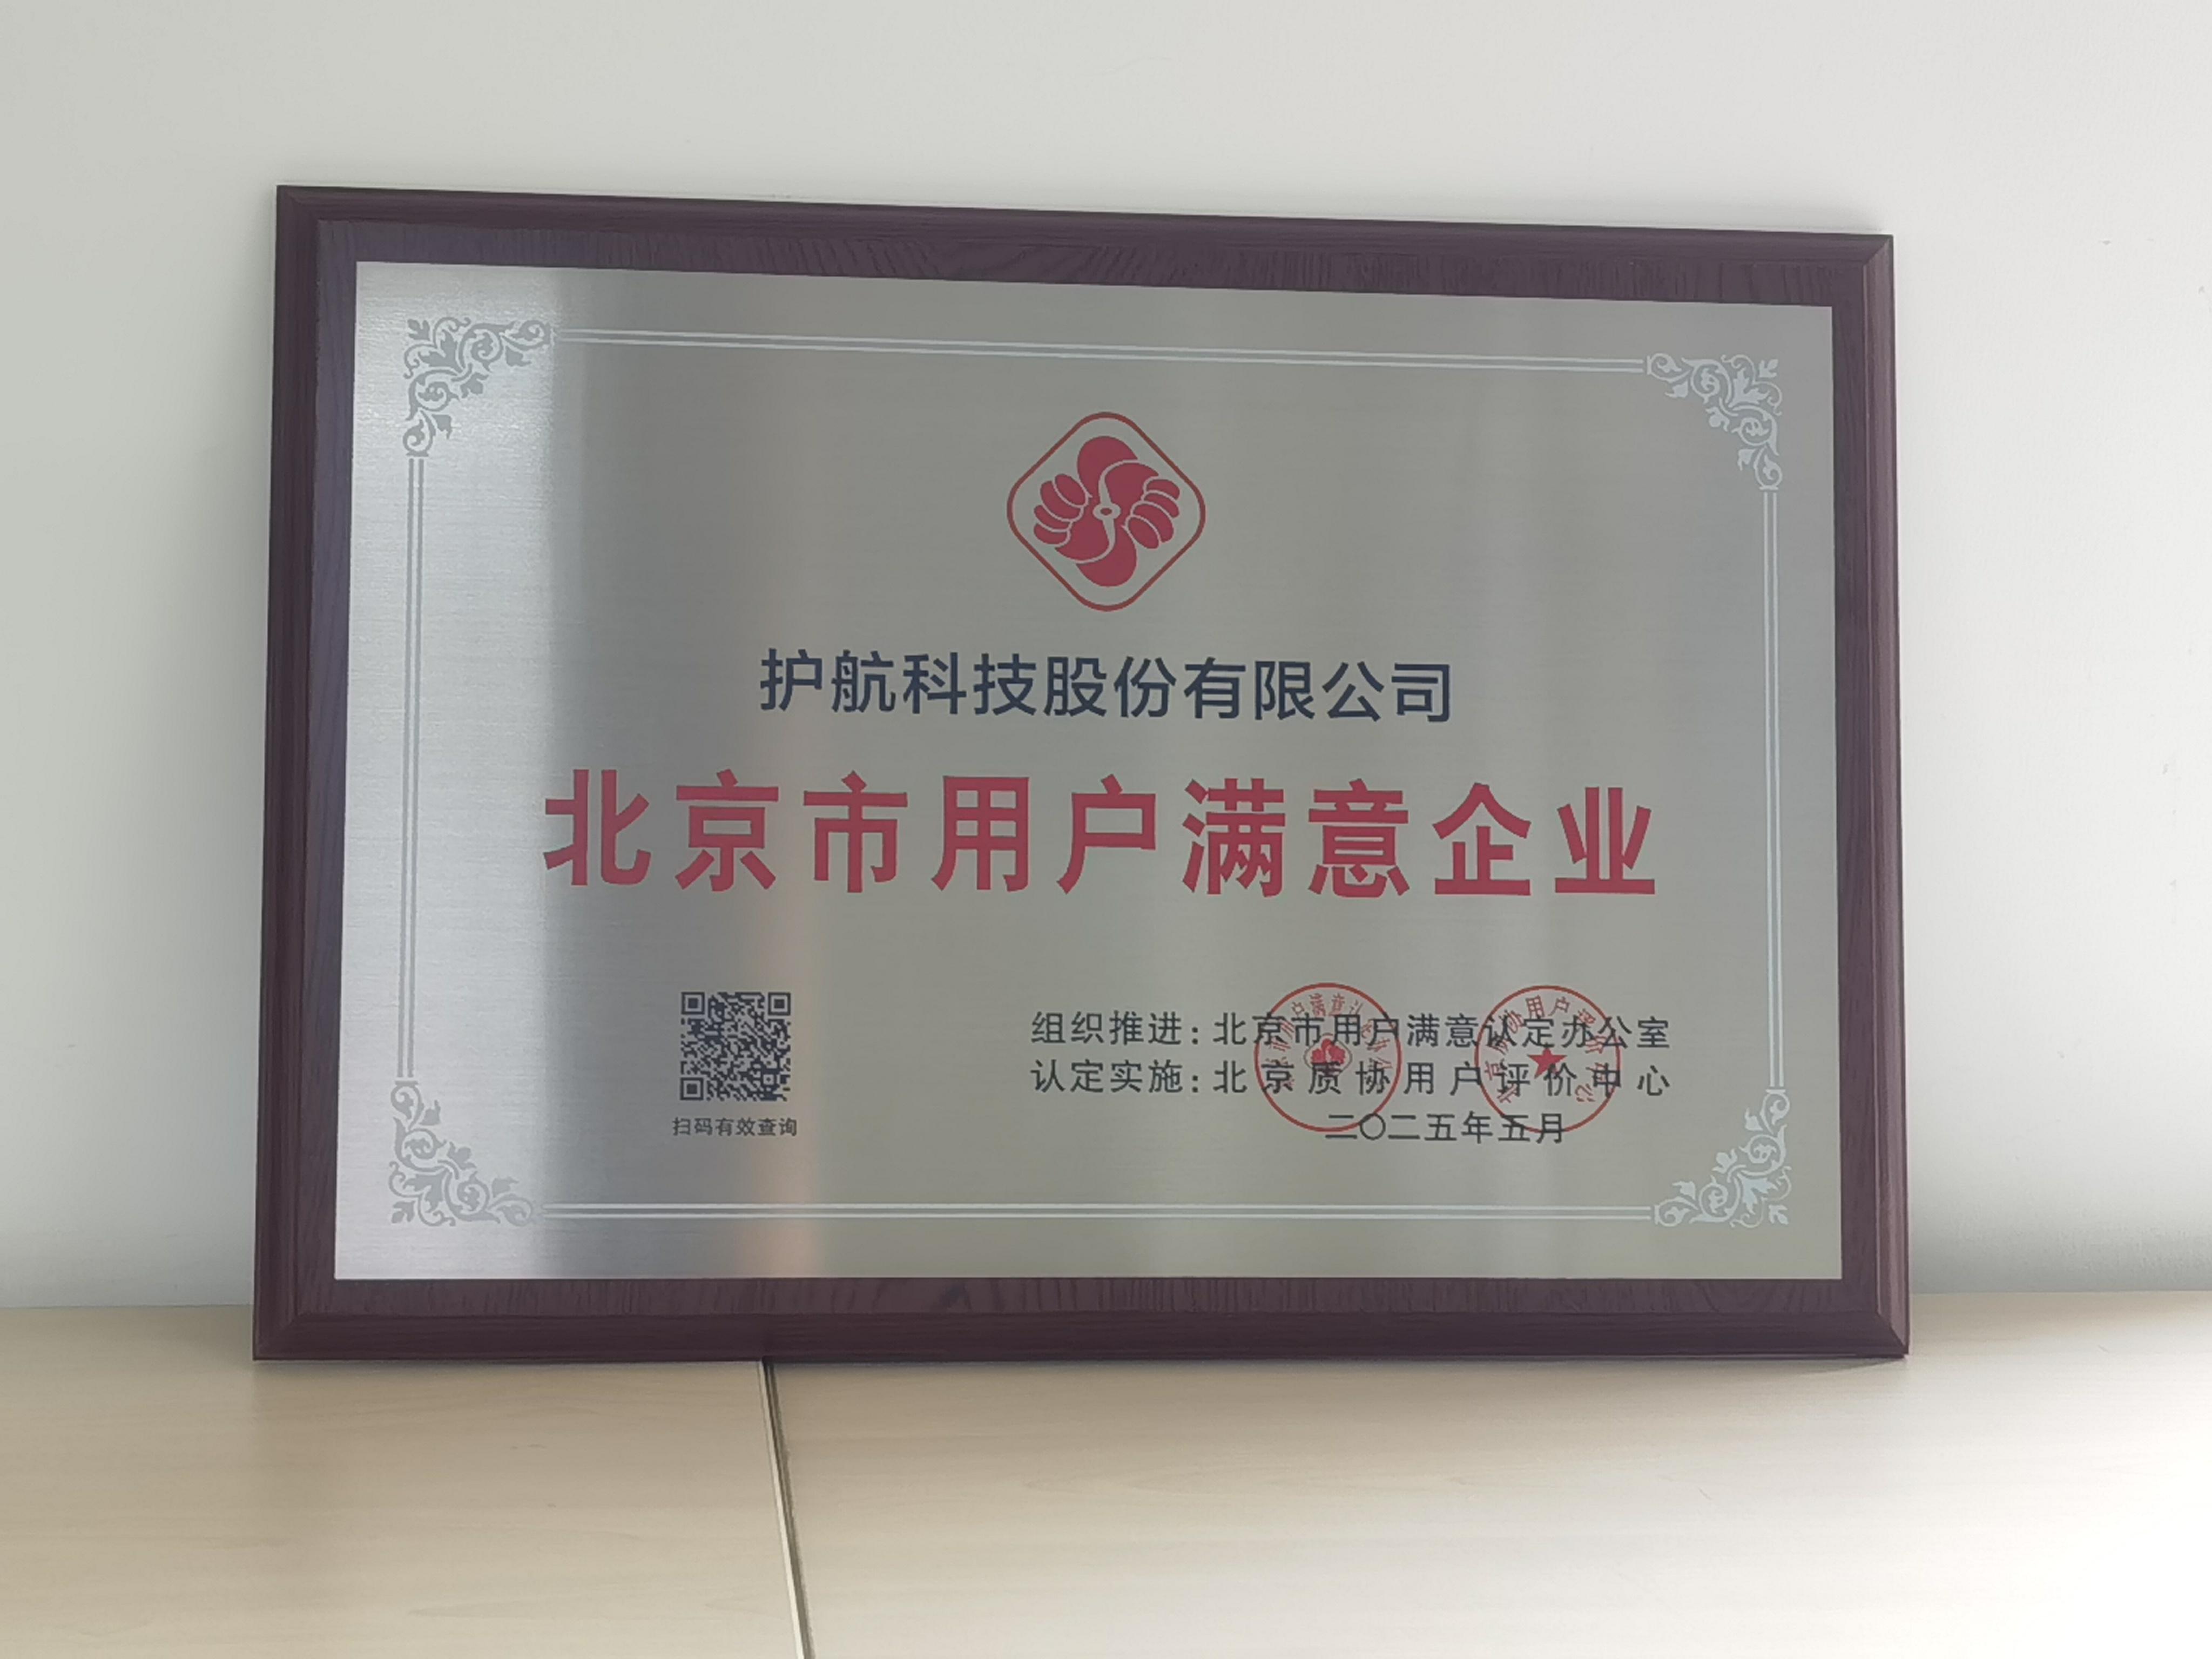 护航科技股份有限公司
北京市用户满意企业
组织推进：北京市用户满意认定办公室
认定实施：北京质协用户评价中心
二〇二五年五月
扫码有效查询